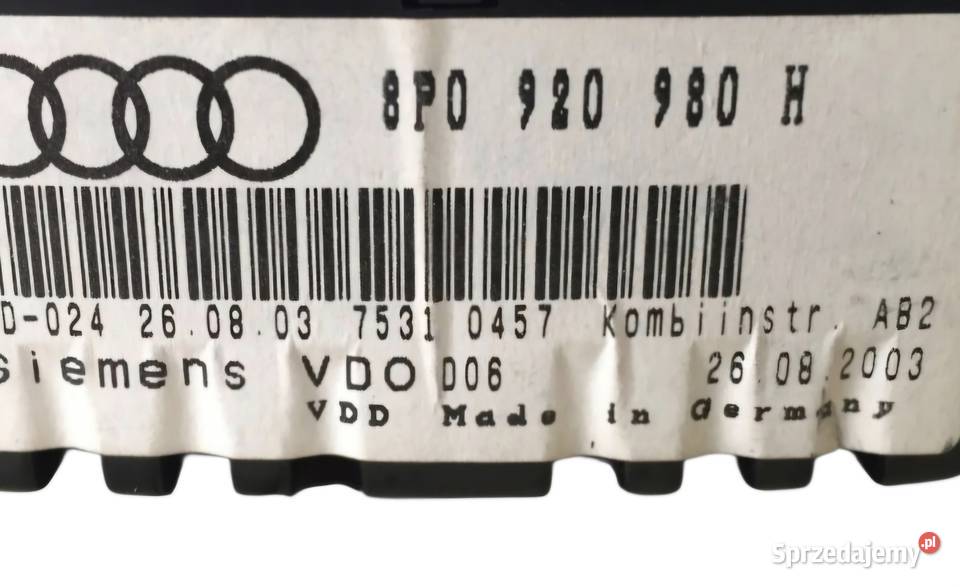 8P0 920 980 H
D-024 26.08.03 7531 0457 Kombiinstr. AB2
Siemens VDO D06 26.08.2003
VDD Made in Germany
Sprzedajemy.pl